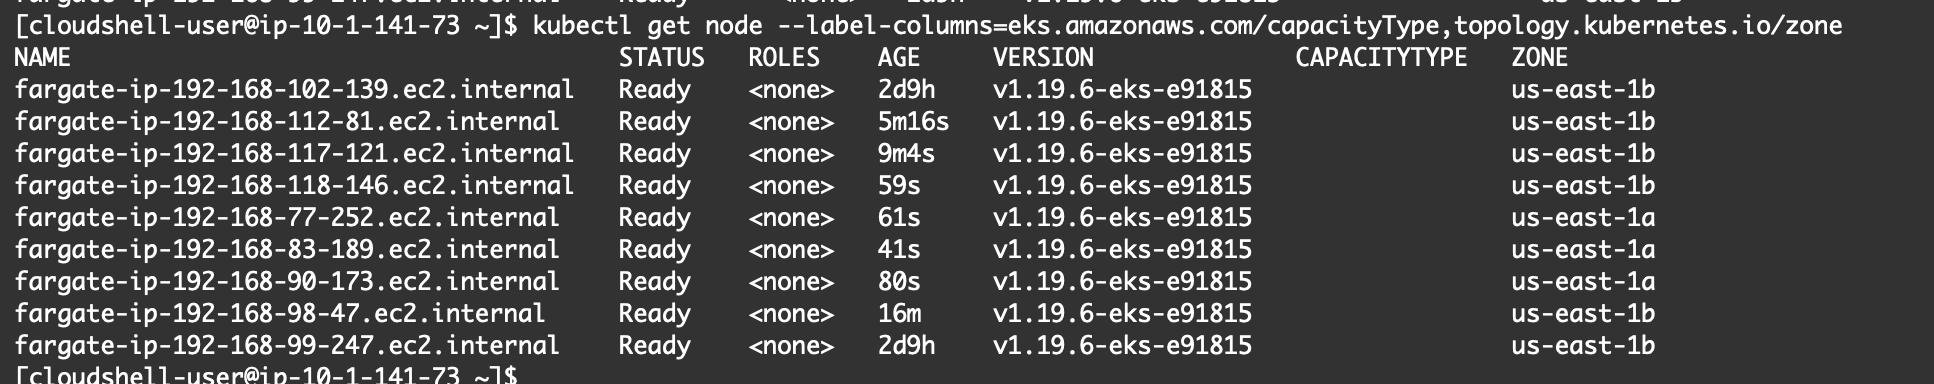 [cloudshell-user@ip-10-1-141-73 ~]$ kubectl get node --label-columns=eks.amazonaws.com/capacityType,topology.kubernetes.io/zone
NAME STATUS ROLES AGE VERSION CAPACITYTYPE ZONE
fargate-ip-192-168-102-139.ec2.internal Ready <none> 2d9h v1.19.6-eks-e91815 us-east-1b
fargate-ip-192-168-112-81.ec2.internal Ready <none> 5m16s v1.19.6-eks-e91815 us-east-1b
fargate-ip-192-168-117-121.ec2.internal Ready <none> 9m4s v1.19.6-eks-e91815 us-east-1b
fargate-ip-192-168-118-146.ec2.internal Ready <none> 59s v1.19.6-eks-e91815 us-east-1b
fargate-ip-192-168-77-252.ec2.internal Ready <none> 61s v1.19.6-eks-e91815 us-east-1a
fargate-ip-192-168-83-189.ec2.internal Ready <none> 41s v1.19.6-eks-e91815 us-east-1a
fargate-ip-192-168-90-173.ec2.internal Ready <none> 80s v1.19.6-eks-e91815 us-east-1a
fargate-ip-192-168-98-47.ec2.internal Ready <none> 16m v1.19.6-eks-e91815 us-east-1b
fargate-ip-192-168-99-247.ec2.internal Ready <none> 2d9h v1.19.6-eks-e91815 us-east-1b
[cloudshell-user@ip-10-1-141-73 ~]$